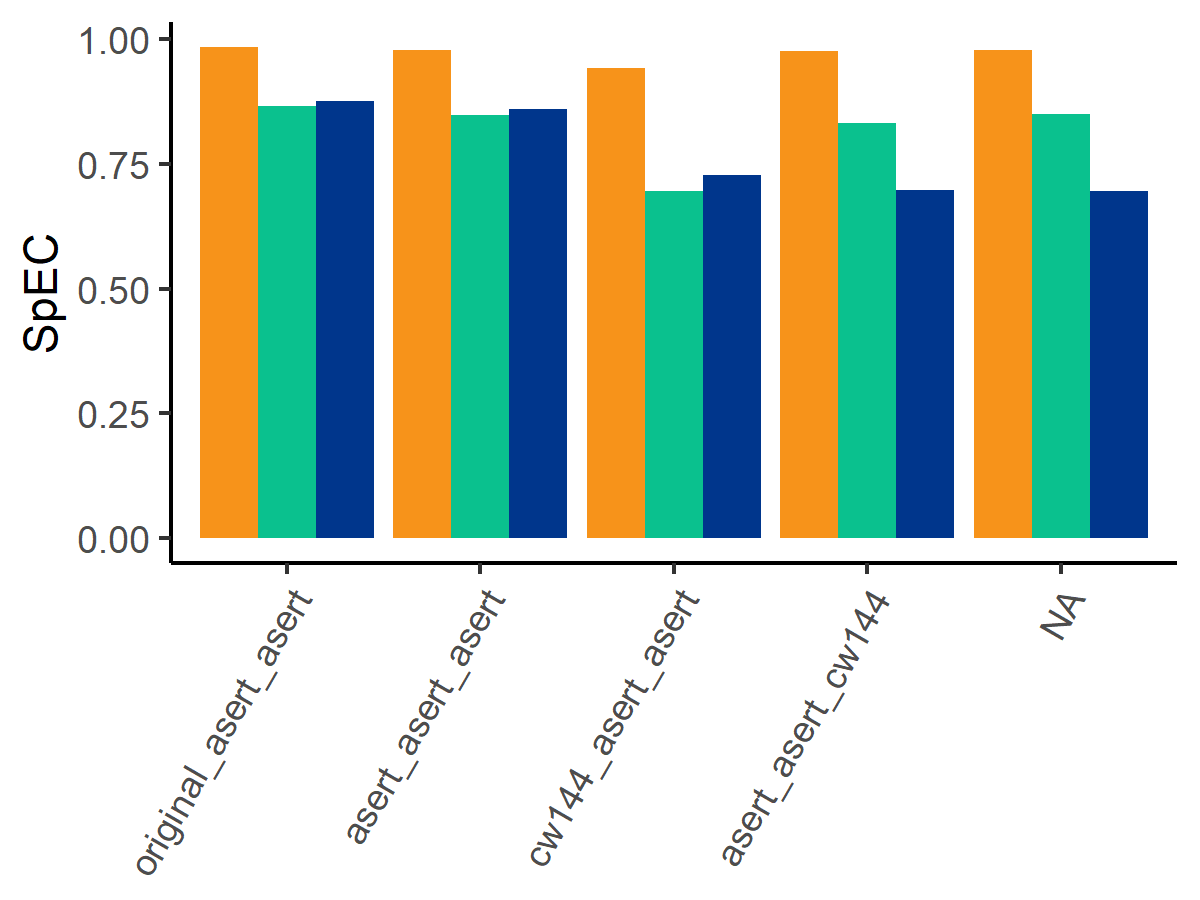 SpEC
1.00
0.75
0.50
0.25
0.00
original_asert_asert
asert_asert_asert
cw144_asert_asert
asert_asert_cw144
NA